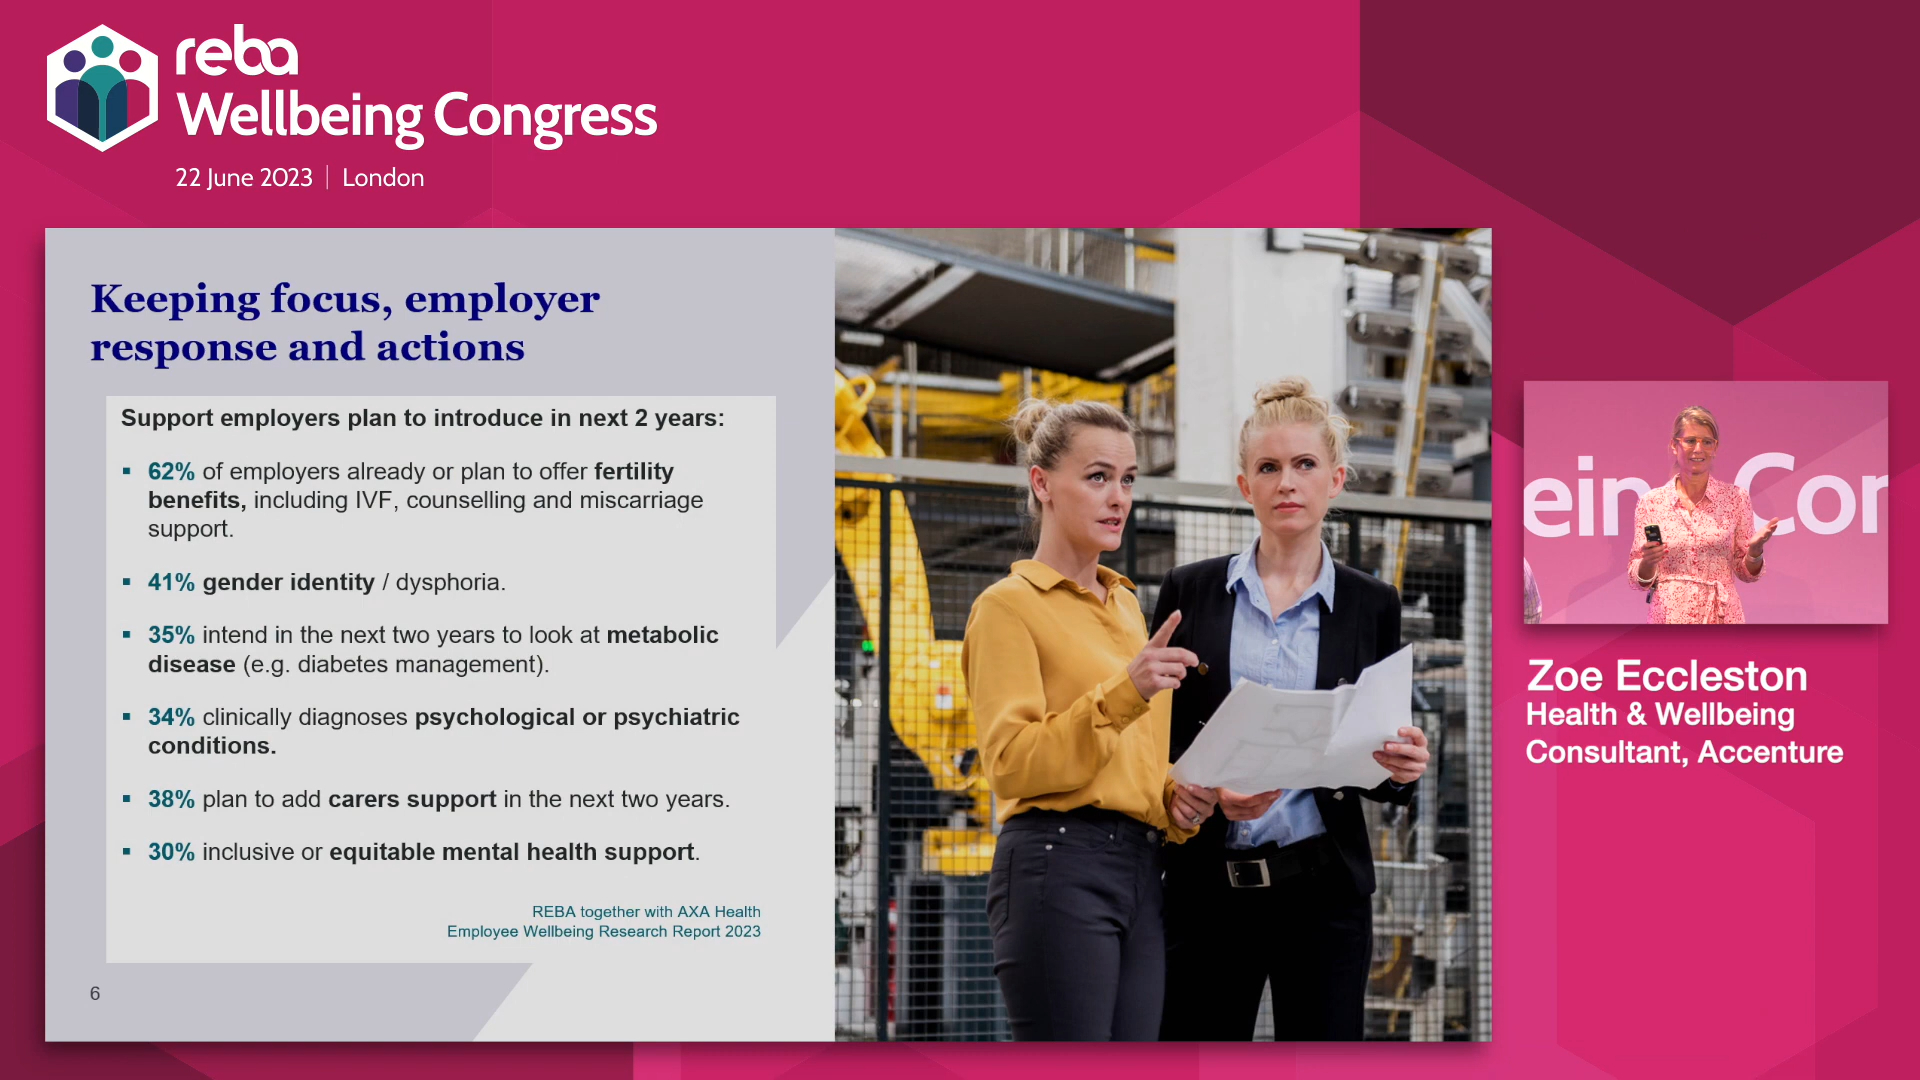 reba
Wellbeing Congress
22 June 2023 | London
Keeping focus, employer
response and actions
Support employers plan to introduce in next 2 years:
▪ 62% of employers already or plan to offer fertility
benefits, including IVF, counselling and miscarriage
support.
▪ 41% gender identity / dysphoria.
▪ 35% intend in the next two years to look at metabolic
disease (e.g. diabetes management).
▪ 34% clinically diagnoses psychological or psychiatric
conditions.
▪ 38% plan to add carers support in the next two years.
▪ 30% inclusive or equitable mental health support.
REBA together with AXA Health
Employee Wellbeing Research Report 2023
6
ein Con
Zoe Eccleston
Health & Wellbeing
Consultant, Accenture